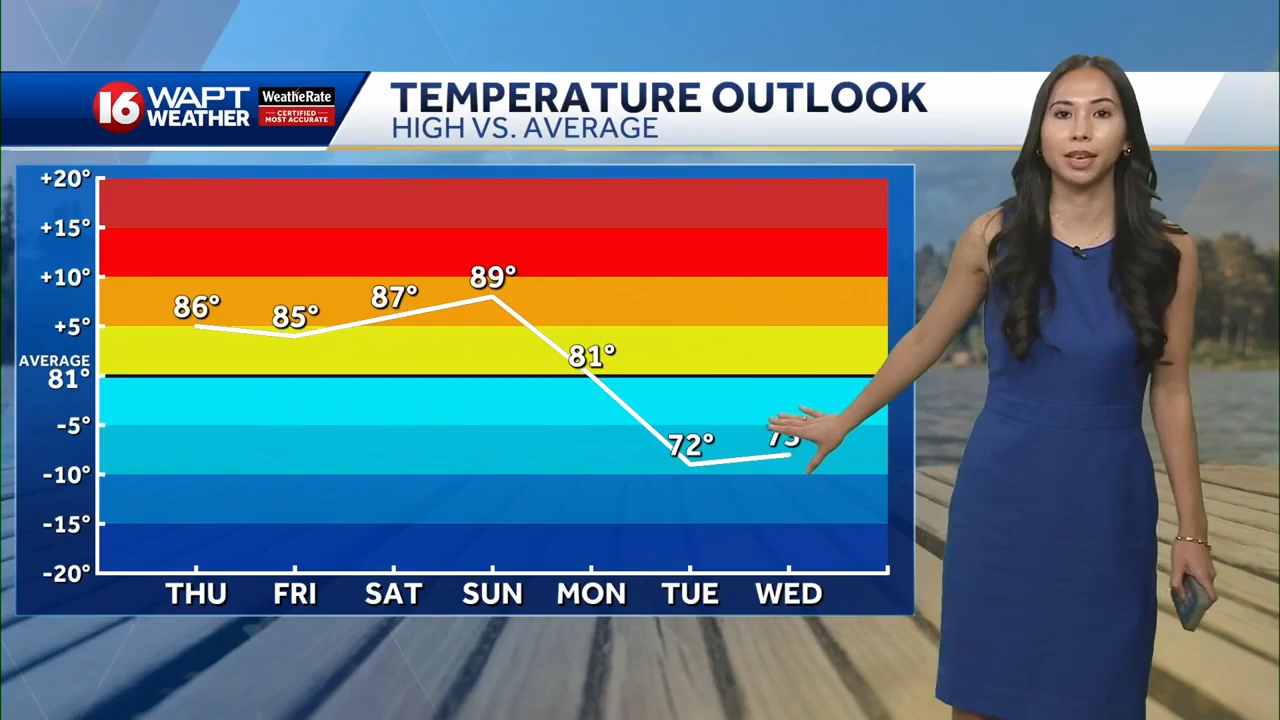 16 WAPT WEATHER
WeatheRate
CERTIFIED
MOST ACCURATE
TEMPERATURE OUTLOOK
HIGH VS. AVERAGE
+20°
+15°
+10°
+5°
AVERAGE
81°
-5°
-10°
-15°
-20°
86°
85°
87°
89°
81°
72°
THU FRI SAT SUN MON TUE WED